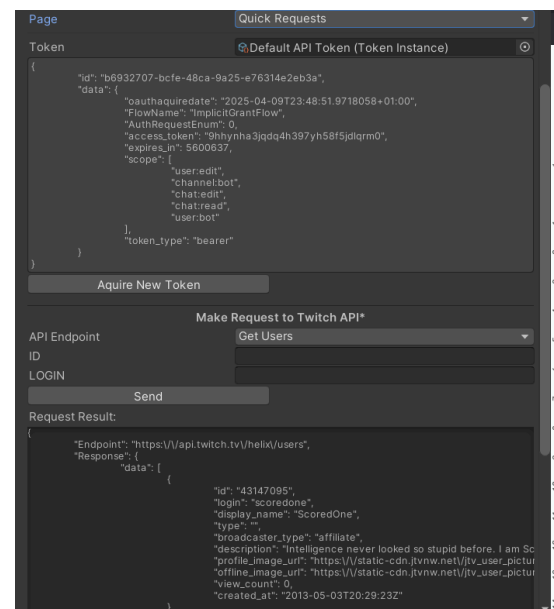 Page Quick Requests
Token Default API Token (Token Instance)
{
"id": "b6932707-bcfe-48ca-9a25-e76314e2eb3a",
"data": {
"oauthaquiredate": "2025-04-09T23:48:51.9718058+01:00",
"FlowName": "ImplicitGrantFlow",
"AuthRequestEnum": 0,
"access_token": "9hhynha3jqdq4h397yh58f5jdlqrm0",
"expires_in": 5600637,
"scope": [
"user:edit",
"channel:bot",
"chat:edit",
"chat:read",
"user:bot"
],
"token_type": "bearer"
}
}
Aquire New Token
Make Request to Twitch API*
API Endpoint Get Users
ID
LOGIN
Send
Request Result:
{
"Endpoint": "https:\/\/api.twitch.tv\/helix\/users",
"Response": {
"data": [
{
"id": "43147095",
"login": "scoredone",
"display_name": "ScoredOne",
"type": "",
"broadcaster_type": "affiliate",
"description": "Intelligence never looked so stupid before. I am Sc
"profile_image_url": "https:\/\/static-cdn.jtvnw.net\/jtv_user_pictur
"offline_image_url": "https:\/\/static-cdn.jtvnw.net\/jtv_user_pictur
"view_count": 0,
"created_at": "2013-05-03T20:29:23Z"
}